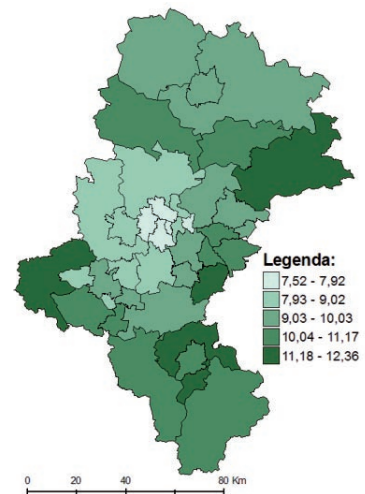 Legenda:
7,52 - 7,92
7,93 - 9,02
9,03 - 10,03
10,04 - 11,17
11,18 - 12,36
0 20 40 80 Km